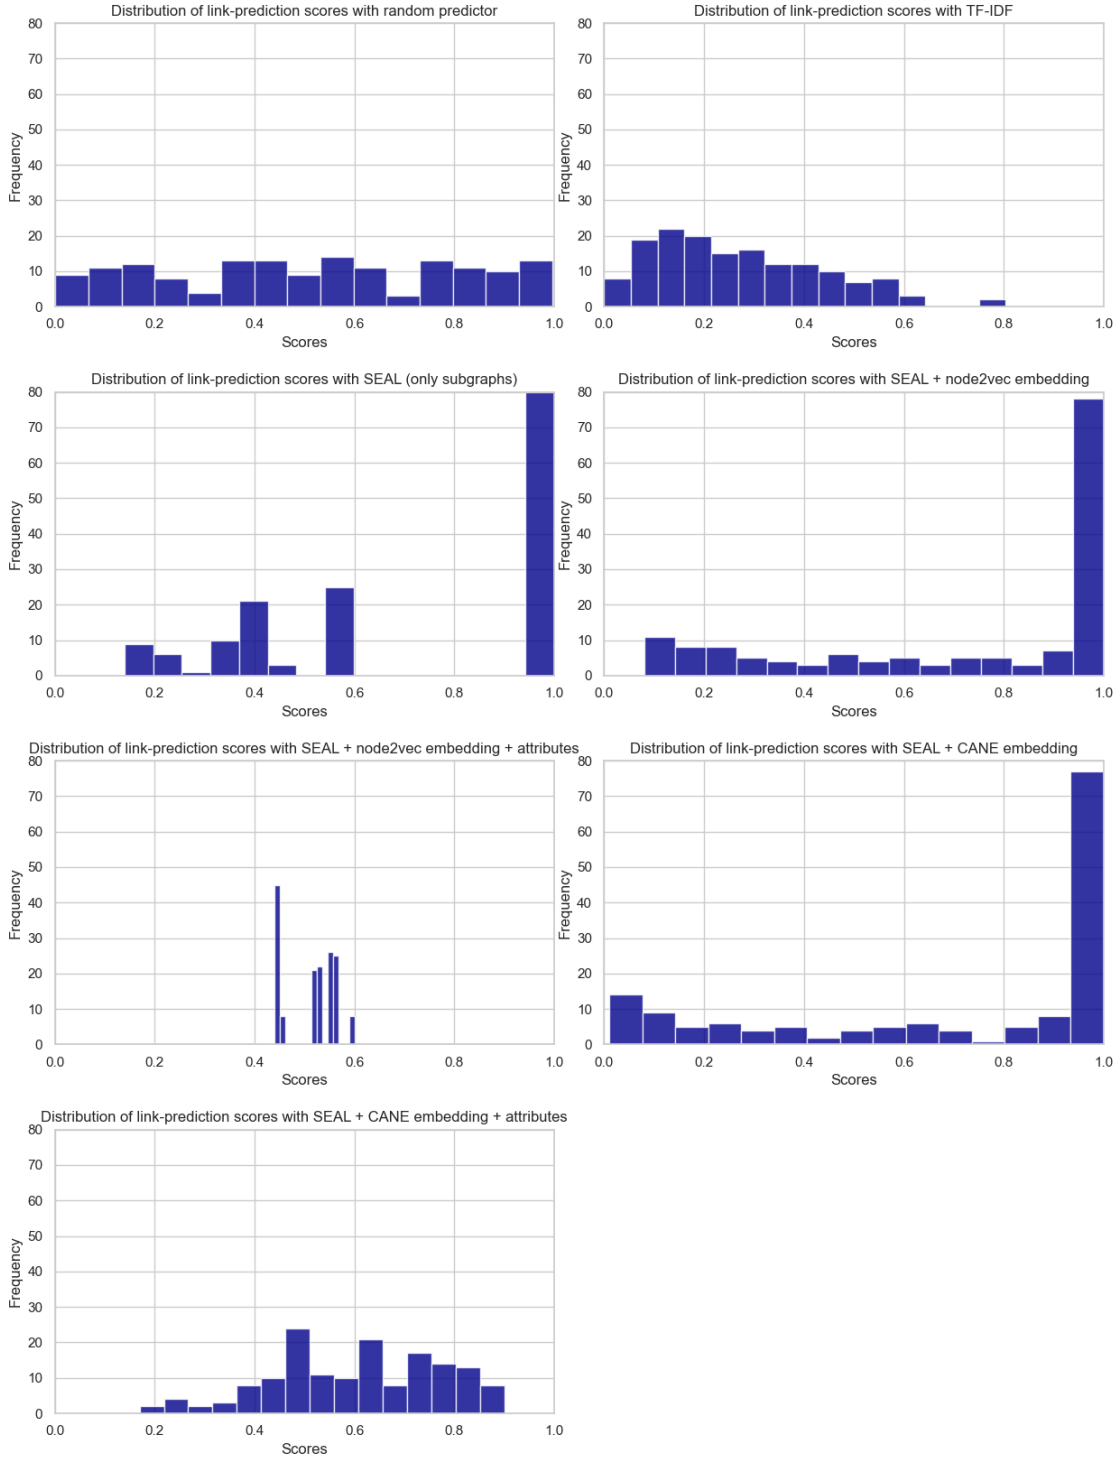 Distribution of link-prediction scores with random predictor
80
70
60
50
40
30
20
10
0
Frequency
0.0 0.2 0.4 0.6 0.8 1.0
Scores
Distribution of link-prediction scores with TF-IDF
80
70
60
50
40
30
20
10
0
Frequency
0.0 0.2 0.4 0.6 0.8 1.0
Scores
Distribution of link-prediction scores with SEAL (only subgraphs)
80
70
60
50
40
30
20
10
0
Frequency
0.0 0.2 0.4 0.6 0.8 1.0
Scores
Distribution of link-prediction scores with SEAL + node2vec embedding
80
70
60
50
40
30
20
10
0
Frequency
0.0 0.2 0.4 0.6 0.8 1.0
Scores
Distribution of link-prediction scores with SEAL + node2vec embedding + attributes
80
70
60
50
40
30
20
10
0
Frequency
0.0 0.2 0.4 0.6 0.8 1.0
Scores
Distribution of link-prediction scores with SEAL + CANE embedding
80
70
60
50
40
30
20
10
0
Frequency
0.0 0.2 0.4 0.6 0.8 1.0
Scores
Distribution of link-prediction scores with SEAL + CANE embedding + attributes
80
70
60
50
40
30
20
10
0
Frequency
0.0 0.2 0.4 0.6 0.8 1.0
Scores